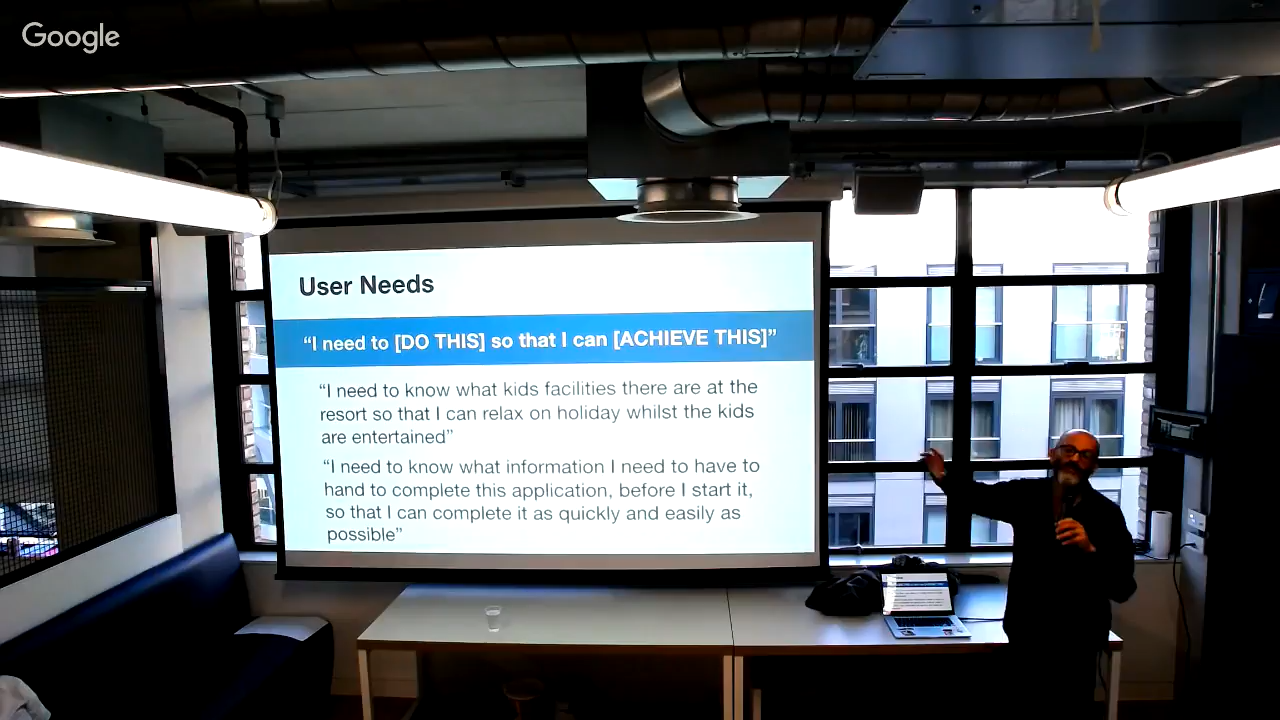 Google
User Needs
“I need to [DO THIS] so that I can [ACHIEVE THIS]”
“I need to know what kids facilities there are at the
resort so that I can relax on holiday whilst the kids
are entertained”
“I need to know what information I need to have to
hand to complete this application, before I start it,
so that I can complete it as quickly and easily as
possible”